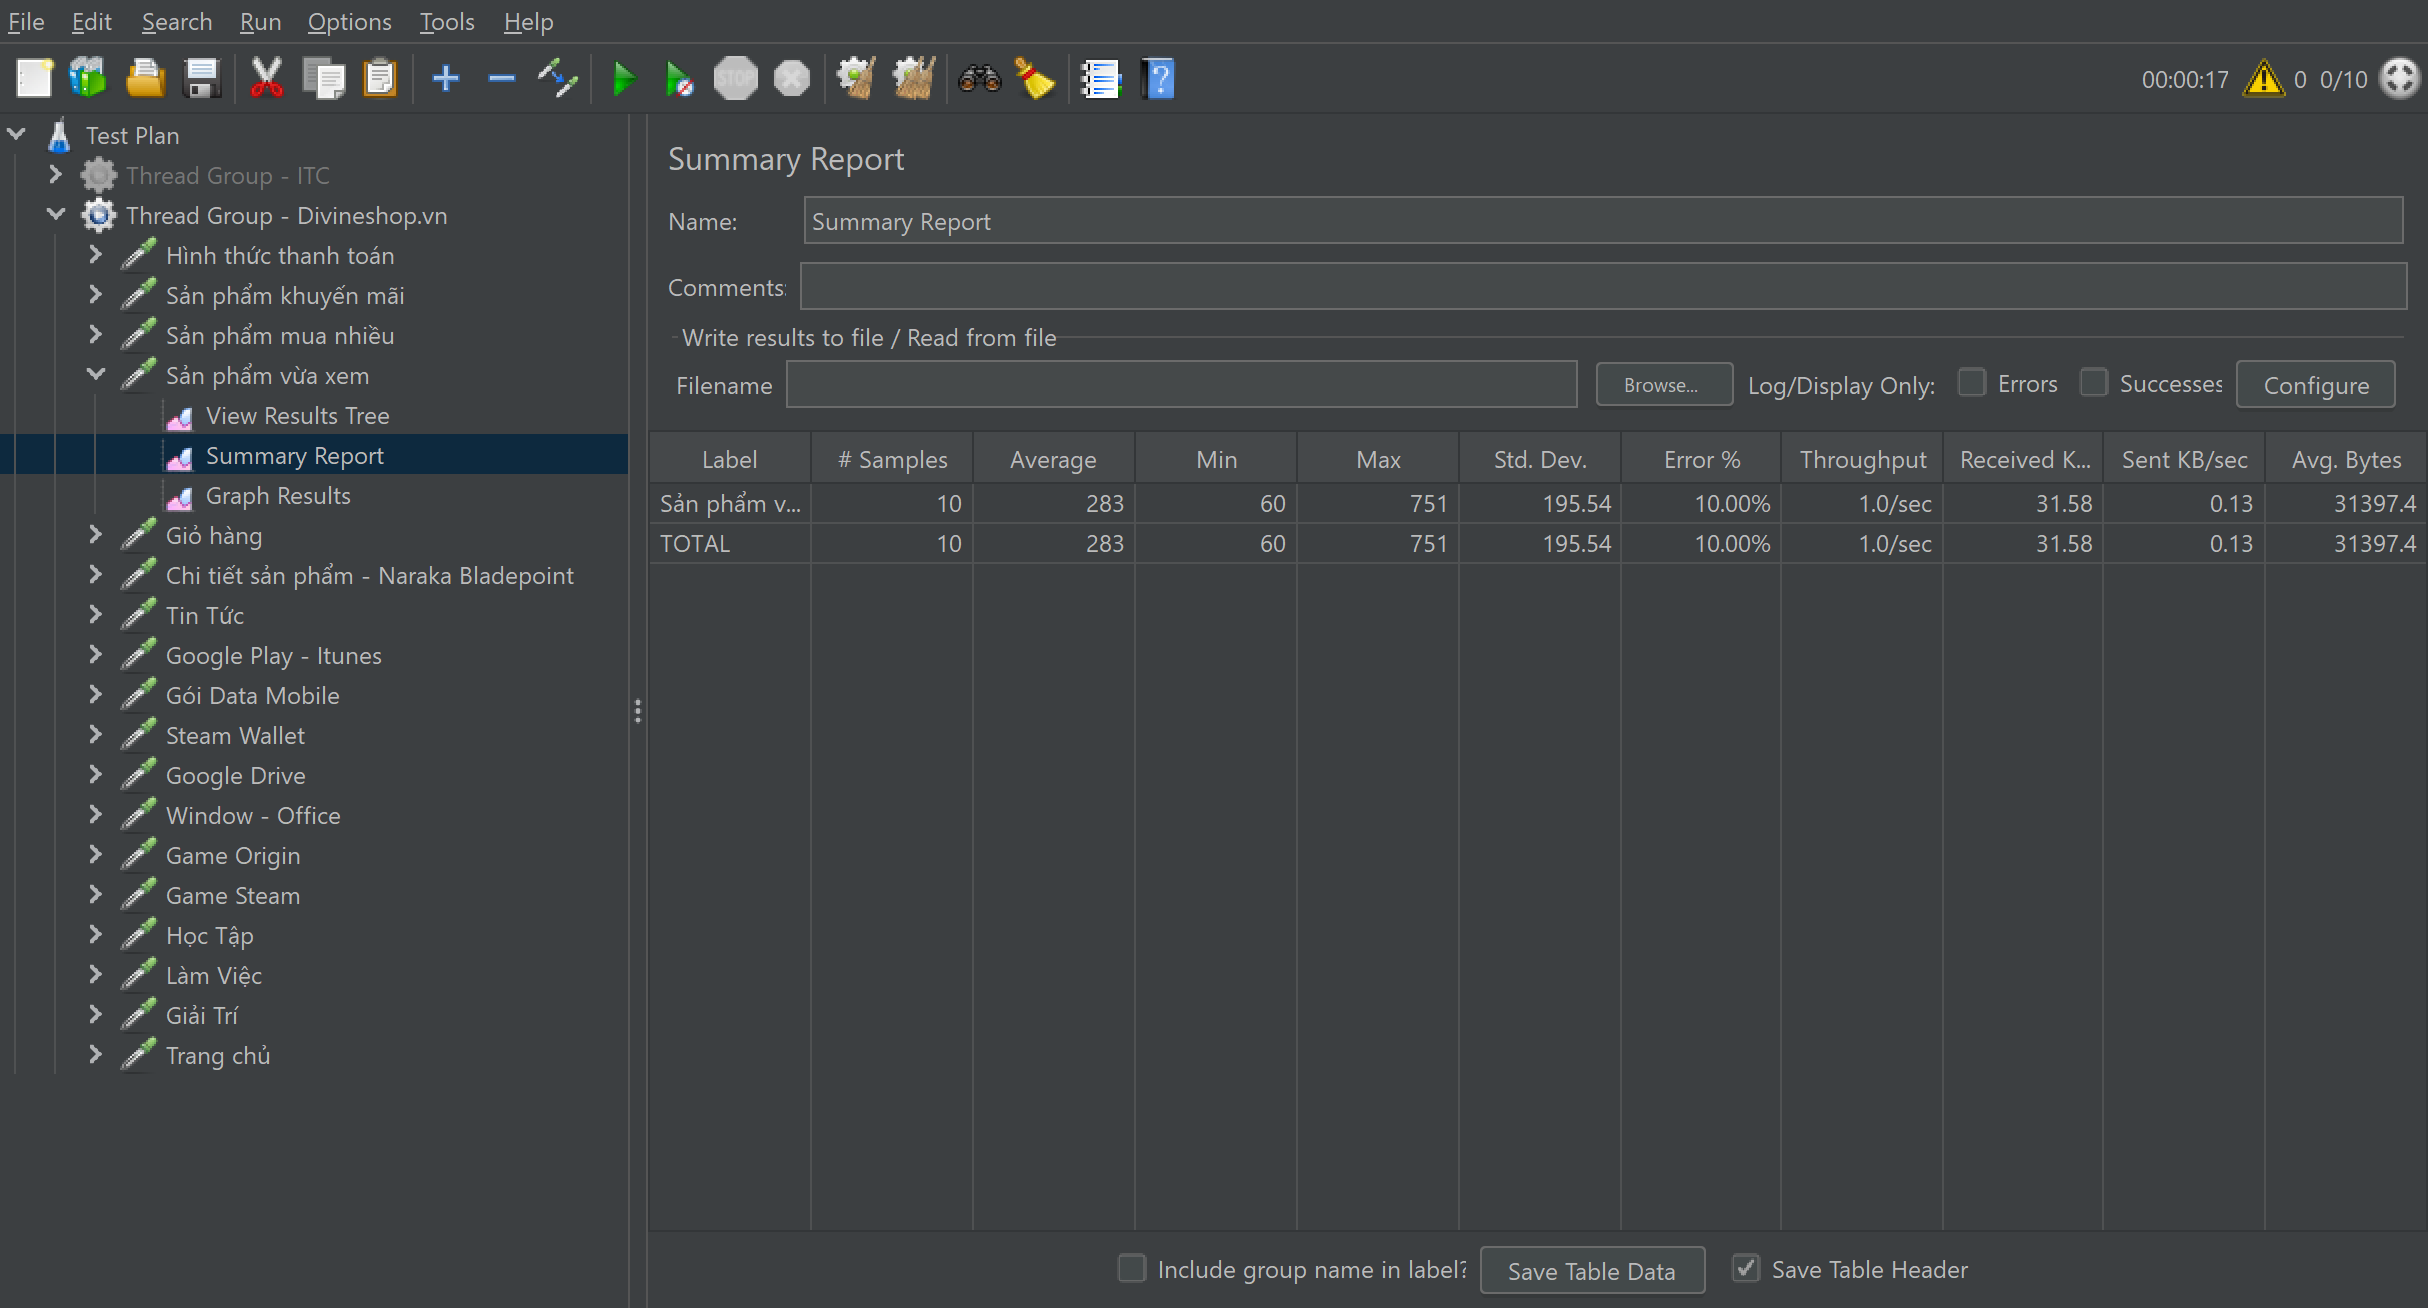 File Edit Search Run Options Tools Help
STOP
00:00:17 0 0/10
Test Plan
Thread Group - ITC
Thread Group - Divineshop.vn
Hình thức thanh toán
Sản phẩm khuyến mãi
Sản phẩm mua nhiều
Sản phẩm vừa xem
View Results Tree
Summary Report
Graph Results
Giỏ hàng
Chi tiết sản phẩm - Naraka Bladepoint
Tin Tức
Google Play - Itunes
Gói Data Mobile
Steam Wallet
Google Drive
Window - Office
Game Origin
Game Steam
Học Tập
Làm Việc
Giải Trí
Trang chủ
Summary Report
Name: Summary Report
Comments:
Write results to file / Read from file
Filename Browse... Log/Display Only: Errors Successes Configure
Label # Samples Average Min Max Std. Dev. Error % Throughput Received K... Sent KB/sec Avg. Bytes
Sản phẩm v... 10 283 60 751 195.54 10.00% 1.0/sec 31.58 0.13 31397.4
TOTAL 10 283 60 751 195.54 10.00% 1.0/sec 31.58 0.13 31397.4
Include group name in label? Save Table Data Save Table Header